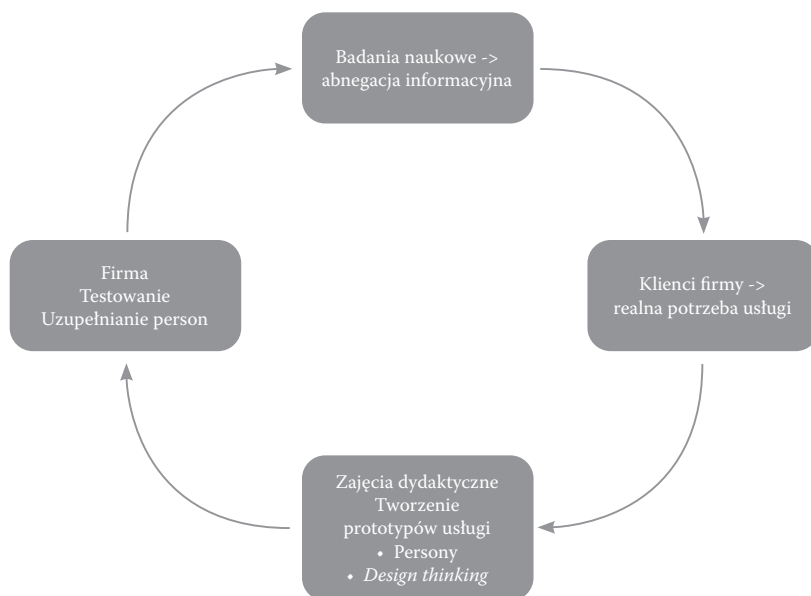 Badania naukowe ->
abnegacja informacyjna
Klienci firmy ->
realna potrzeba usługi
Zajęcia dydaktyczne
Tworzenie
prototypów usługi
• Persony
• Design thinking
Firma
Testowanie
Uzupełnianie person